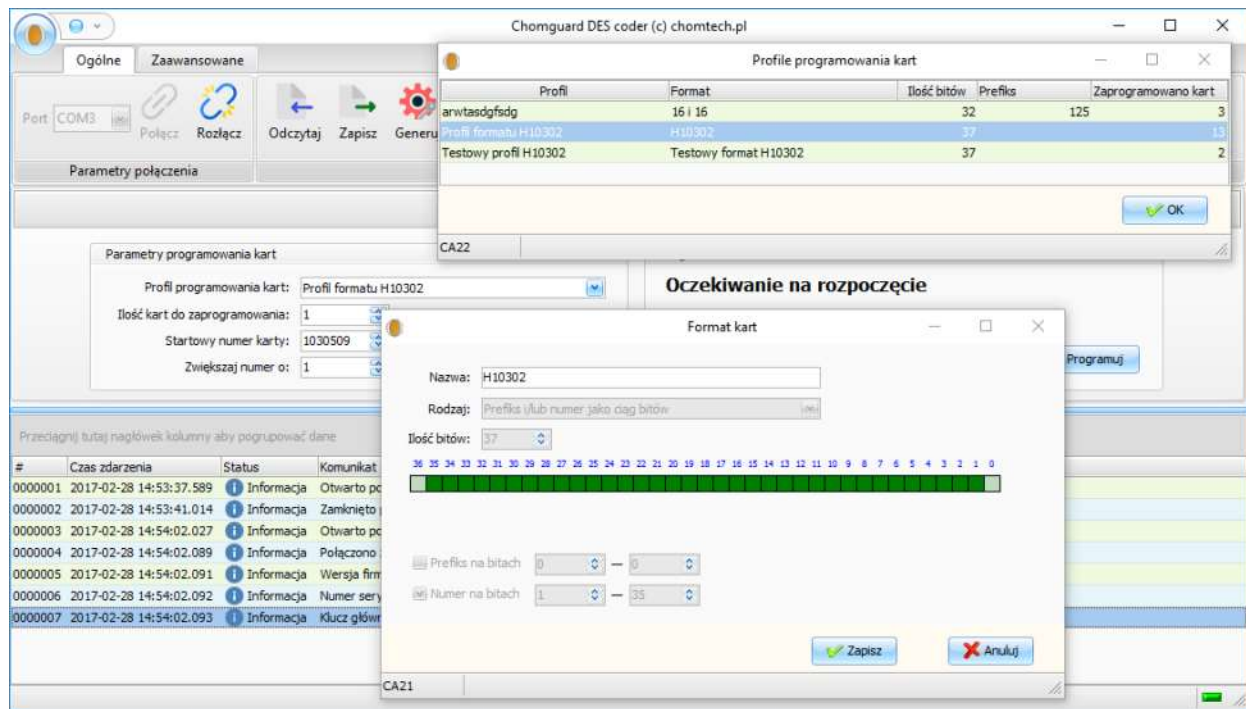 Chomguard DES coder (c) chomtech.pl
Ogólne Zaawansowane
Port COM3 Połącz Rozłącz
Odczytaj Zapisz Generu
Parametry połączenia
Profile programowania kart
Profil Format Ilość bitów Prefiks Zaprogramowano kart
arwtasdgfsdg 16 i 16 32 125 3
Profil formatu H10302 H10302 37 13
Testowy profil H10302 Testowy format H10302 37 2
OK
CA22
Parametry programowania kart
Profil programowania kart: Profil formatu H10302
Ilość kart do zaprogramowania: 1
Startowy numer karty: 1030509
Zwiększaj numer o: 1
Oczekiwanie na rozpoczęcie
Programuj
Format kart
Nazwa: H10302
Rodzaj: Prefiks i/lub numer jako ciąg bitów
Ilość bitów: 37
36 35 34 33 32 31 30 29 28 27 26 25 24 23 22 21 20 19 18 17 16 15 14 13 12 11 10 9 8 7 6 5 4 3 2 1 0
Prefiks na bitach 0 — 0
Numer na bitach 1 — 35
Zapisz Anuluj
CA21
Przeciągnij tutaj nagłówek kolumny aby pogrupować dane
# Czas zdarzenia Status Komunikat
0000001 2017-02-28 14:53:37.589 Informacja Otwarto po
0000002 2017-02-28 14:53:41.014 Informacja Zamknięto
0000003 2017-02-28 14:54:02.027 Informacja Otwarto po
0000004 2017-02-28 14:54:02.089 Informacja Połączono
0000005 2017-02-28 14:54:02.091 Informacja Wersja firm
0000006 2017-02-28 14:54:02.092 Informacja Numer sery
0000007 2017-02-28 14:54:02.093 Informacja Klucz główn